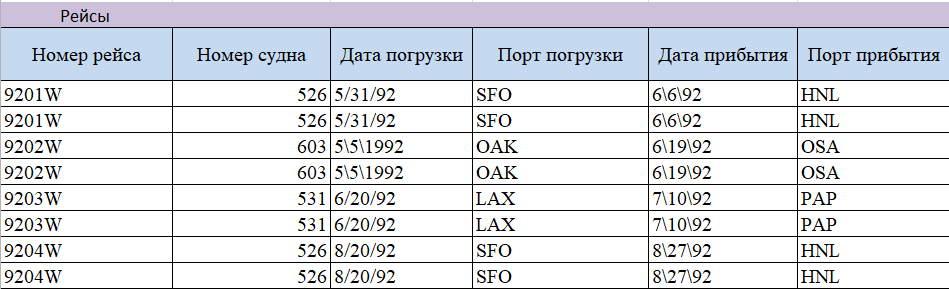 Рейсы
Номер рейса Номер судна Дата погрузки Порт погрузки Дата прибытия Порт прибытия
9201W 526 5/31/92 SFO 6\6\92 HNL
9201W 526 5/31/92 SFO 6\6\92 HNL
9202W 603 5\5\1992 OAK 6\19\92 OSA
9202W 603 5\5\1992 OAK 6\19\92 OSA
9203W 531 6/20/92 LAX 7\10\92 PAP
9203W 531 6/20/92 LAX 7\10\92 PAP
9204W 526 8/20/92 SFO 8\27\92 HNL
9204W 526 8/20/92 SFO 8\27\92 HNL